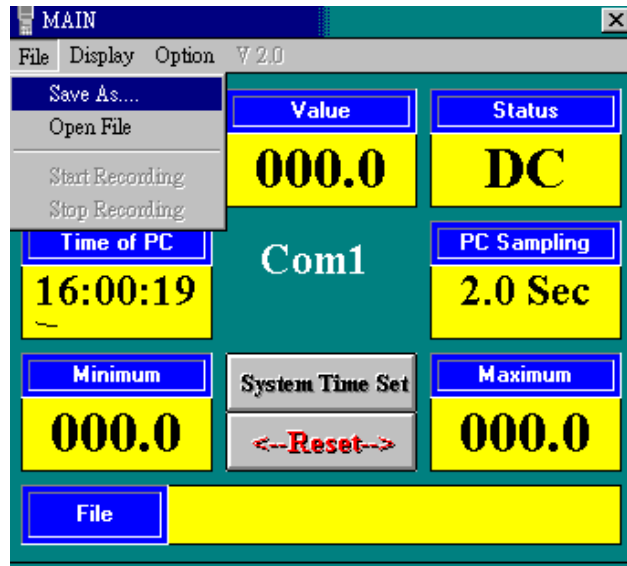 MAIN
File Display Option V 2.0
Save As....
Open File
Start Recording
Stop Recording
Value
000.0
Status
DC
Time of PC
16:00:19
Com1
PC Sampling
2.0 Sec
Minimum
000.0
System Time Set
<--Reset-->
Maximum
000.0
File